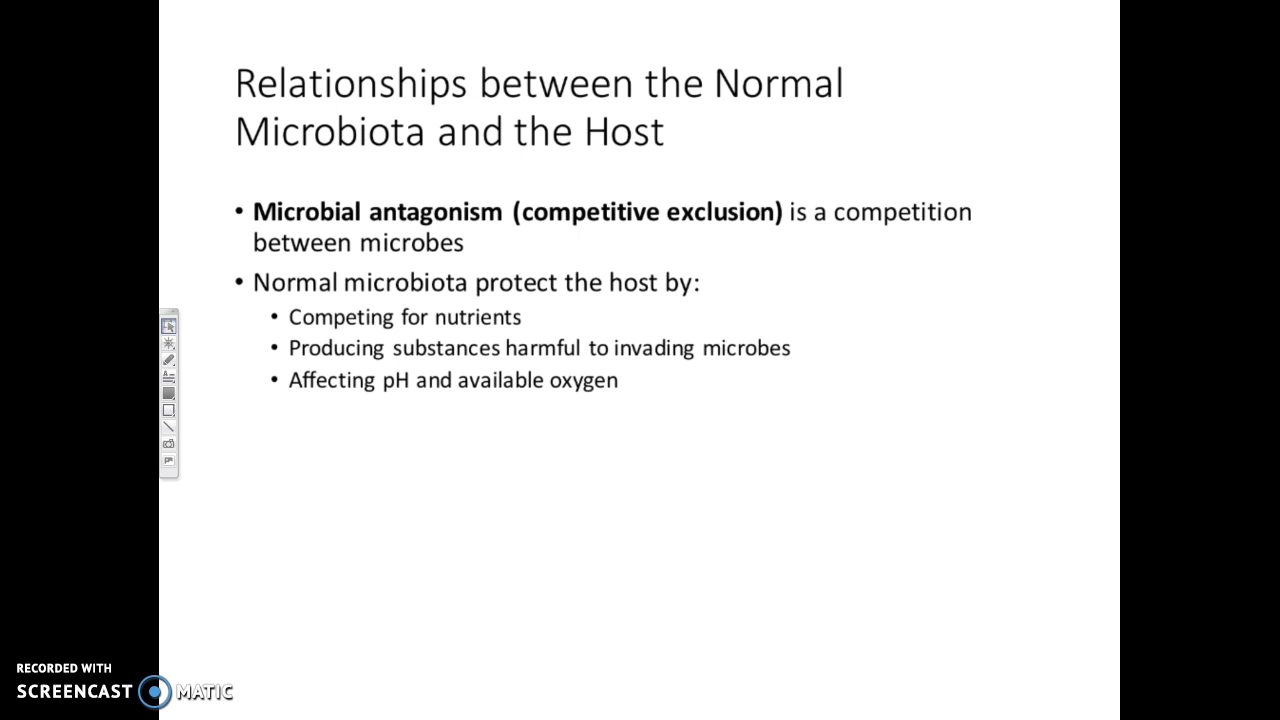 Relationships between the Normal
Microbiota and the Host
• Microbial antagonism (competitive exclusion) is a competition
between microbes
• Normal microbiota protect the host by:
• Competing for nutrients
• Producing substances harmful to invading microbes
• Affecting pH and available oxygen
RECORDED WITH
SCREENCAST MATIC